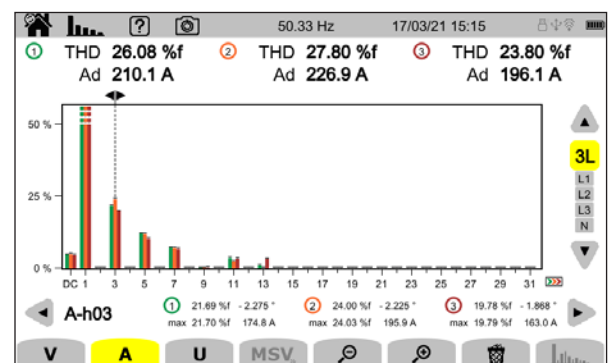 ? 50.33 Hz 17/03/21 15:15
1 THD 26.08 %f 2 THD 27.80 %f 3 THD 23.80 %f
Ad 210.1 A Ad 226.9 A Ad 196.1 A
50 %
25 %
0 %
DC 1 3 5 7 9 11 13 15 17 19 21 23 25 27 29 31
3L
L1
L2
L3
N
A-h03
1 21.69 %f - 2.275 ° 2 24.00 %f - 2.225 ° 3 19.78 %f - 1.868 °
max 21.70 %f 174.8 A max 24.03 %f 195.9 A max 19.79 %f 163.0 A
V A U MSV